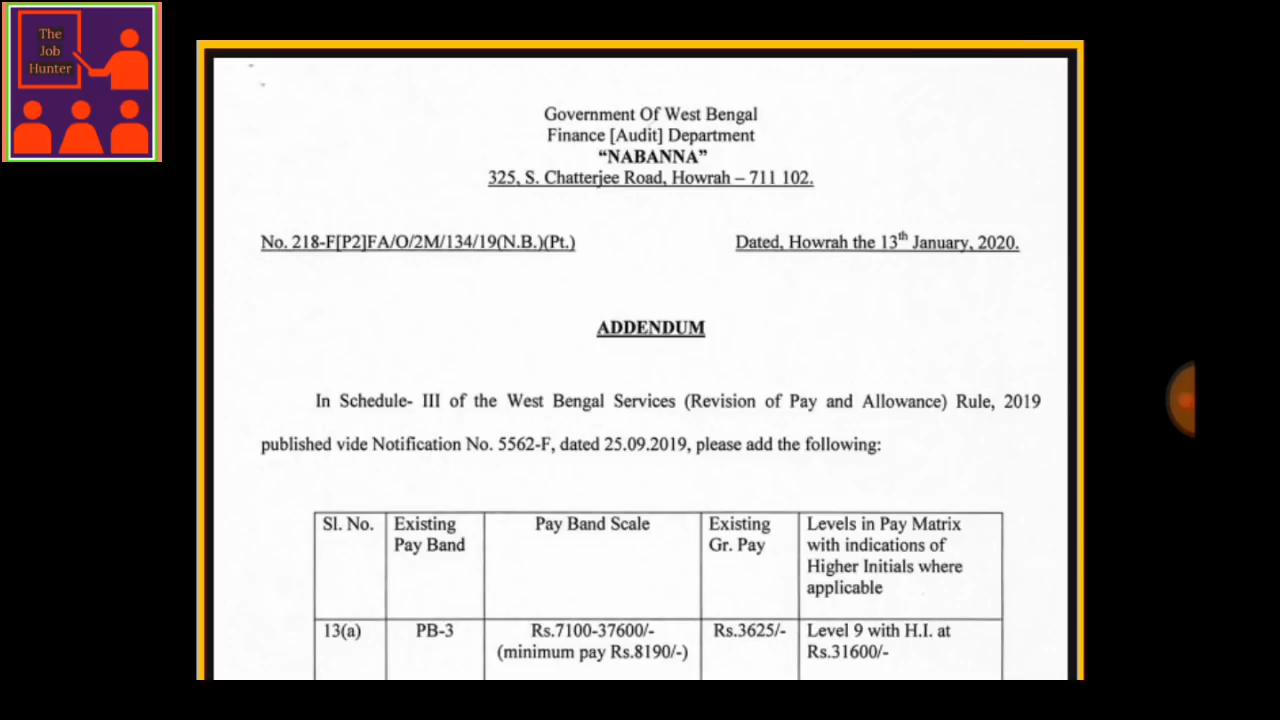 The
Job
Hunter
Government Of West Bengal
Finance [Audit] Department
“NABANNA”
325, S. Chatterjee Road, Howrah – 711 102.
No. 218-F[P2]FA/O/2M/134/19(N.B.)(Pt.)
Dated, Howrah the 13th January, 2020.
ADDENDUM
In Schedule- III of the West Bengal Services (Revision of Pay and Allowance) Rule, 2019
published vide Notification No. 5562-F, dated 25.09.2019, please add the following:
Sl. No. Existing Pay Band Scale Existing Levels in Pay Matrix
Pay Band Gr. Pay with indications of
Higher Initials where
applicable
13(a) PB-3 Rs.7100-37600/- Rs.3625/- Level 9 with H.I. at
(minimum pay Rs.8190/-) Rs.31600/-